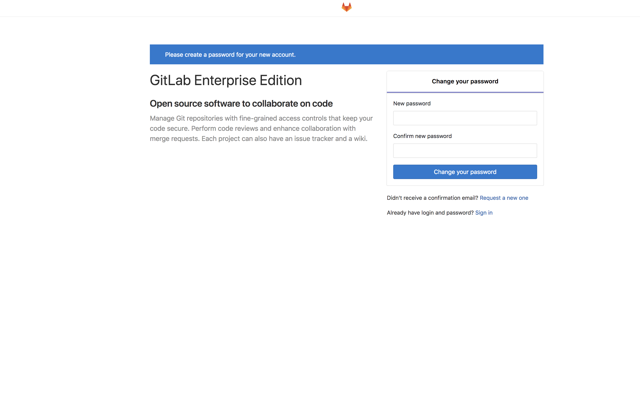 Please create a password for your new account.
GitLab Enterprise Edition
Open source software to collaborate on code
Manage Git repositories with fine-grained access controls that keep your
code secure. Perform code reviews and enhance collaboration with
merge requests. Each project can also have an issue tracker and a wiki.
Change your password
New password
Confirm new password
Change your password
Didn't receive a confirmation email? Request a new one
Already have login and password? Sign in